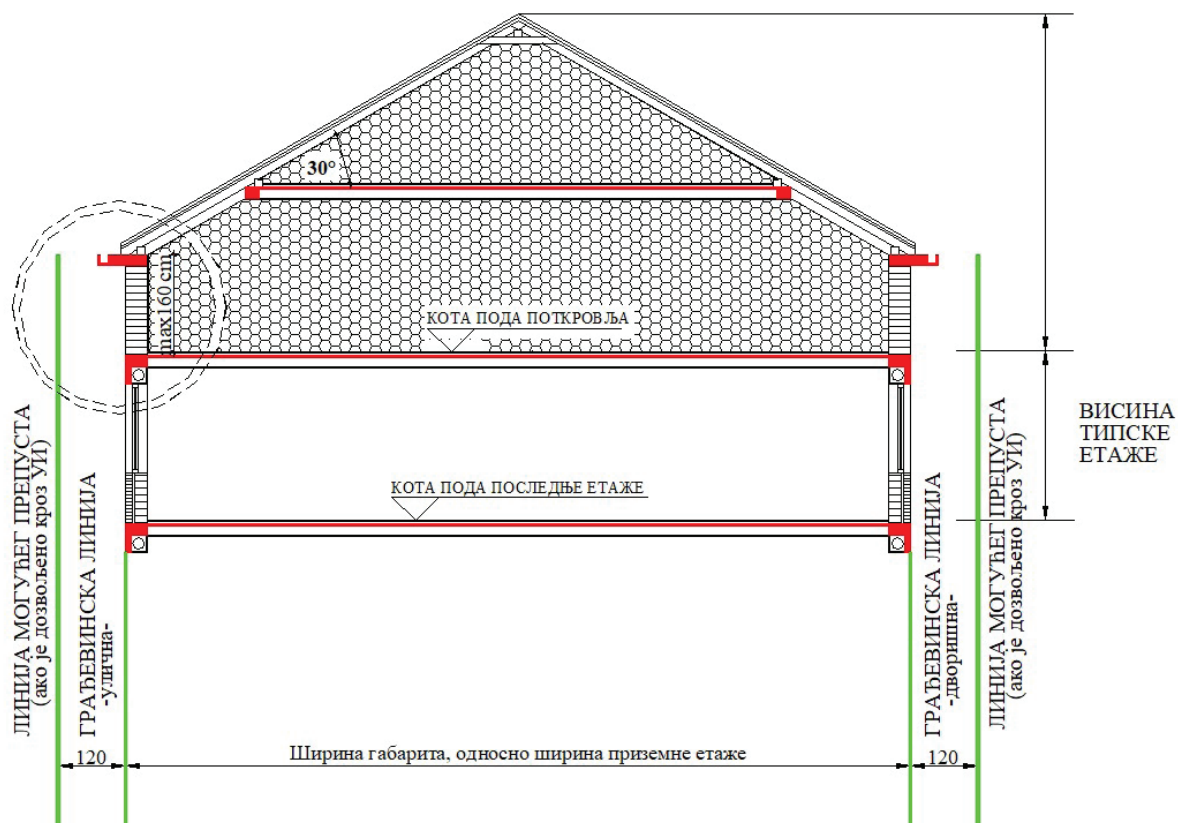 30°
max160 cm
КОТА ПОДА ПОТКРОВЉА
КОТА ПОДА ПОСЛЕДЊЕ ЕТАЖЕ
ВИСИНА
ТИПСКЕ
ЕТАЖЕ
ЛИНИЈА МОГУЋЕГ ПРЕПУСТА
(ако је дозвољено кроз УИ)
ГРАЂЕВИНСКА ЛИНИЈА
-улична-
ГРАЂЕВИНСКА ЛИНИЈА
-дворишна-
ЛИНИЈА МОГУЋЕГ ПРЕПУСТА
(ако је дозвољено кроз УИ)
120
Ширина габарита, односно ширина приземне етаже
120